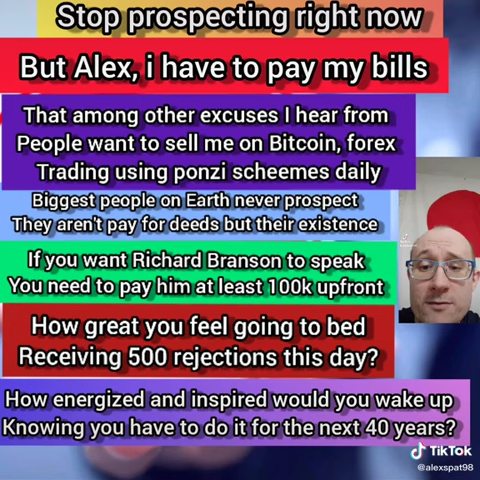 Stop prospecting right now
But Alex, i have to pay my bills
That among other excuses I hear from
People want to sell me on Bitcoin, forex
Trading using ponzi schemes daily
Biggest people on Earth never prospect
They aren't pay for deeds but their existence
If you want Richard Branson to speak
You need to pay him at least 100k upfront
How great you feel going to bed
Receiving 500 rejections this day?
How energized and inspired would you wake up
Knowing you have to do it for the next 40 years?
TikTok
@alexspat98